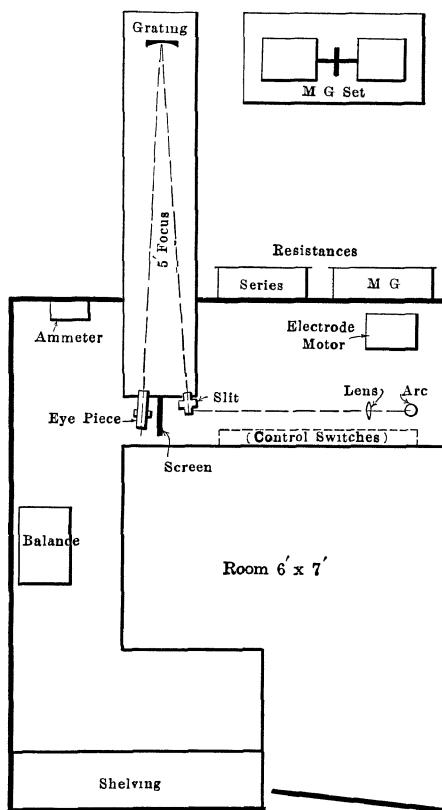 Grating
M G Set
5' Focus
Resistances
Series
M G
Ammeter
Electrode
Motor
Slit
Lens
Arc
Eye Piece
(Control Switches)
Screen
Balance
Room 6' x 7'
Shelving